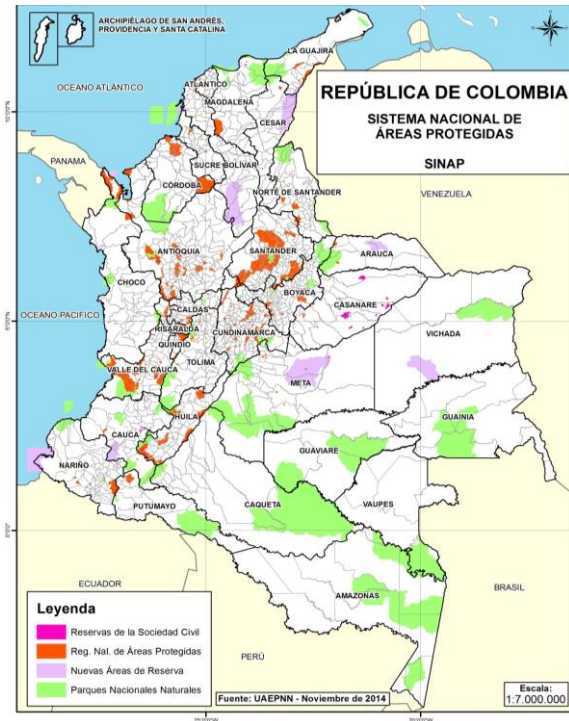 ARCHIPIÉLAGO DE SAN ANDRÉS,
PROVIDENCIA Y SANTA CATALINA
REPÚBLICA DE COLOMBIA
SISTEMA NACIONAL DE
ÁREAS PROTEGIDAS
SINAP
LA GUAJIRA
OCEANO ATLÁNTICO
ATLANTICO
MAGDALENA
CESAR
PANAMA
SUCRE
BOLÍVAR
CÓRDOBA
NORTE DE SANTANDER
VENEZUELA
ANTIOQUIA
SANTANDER
ARAUCA
CHOCO
BOYACA
CASANARE
OCEANO PACIFICO
CALDAS
RISARALDA
CUNDINAMARCA
VICHADA
QUINDIO
TOLIMA
VALLE DEL CAUCA
META
HUILA
GUAINIA
CAUCA
GUAVIARE
NARIÑO
PUTUMAYO
CAQUETA
VAUPES
ECUADOR
AMAZONAS
BRASIL
PERÚ
Leyenda
Reservas de la Sociedad Civil
Reg. Nal. de Áreas Protegidas
Nuevas Áreas de Reserva
Parques Nacionales Naturales
Fuente: UAEPNN - Noviembre de 2014
Escala:
1:7.000.000